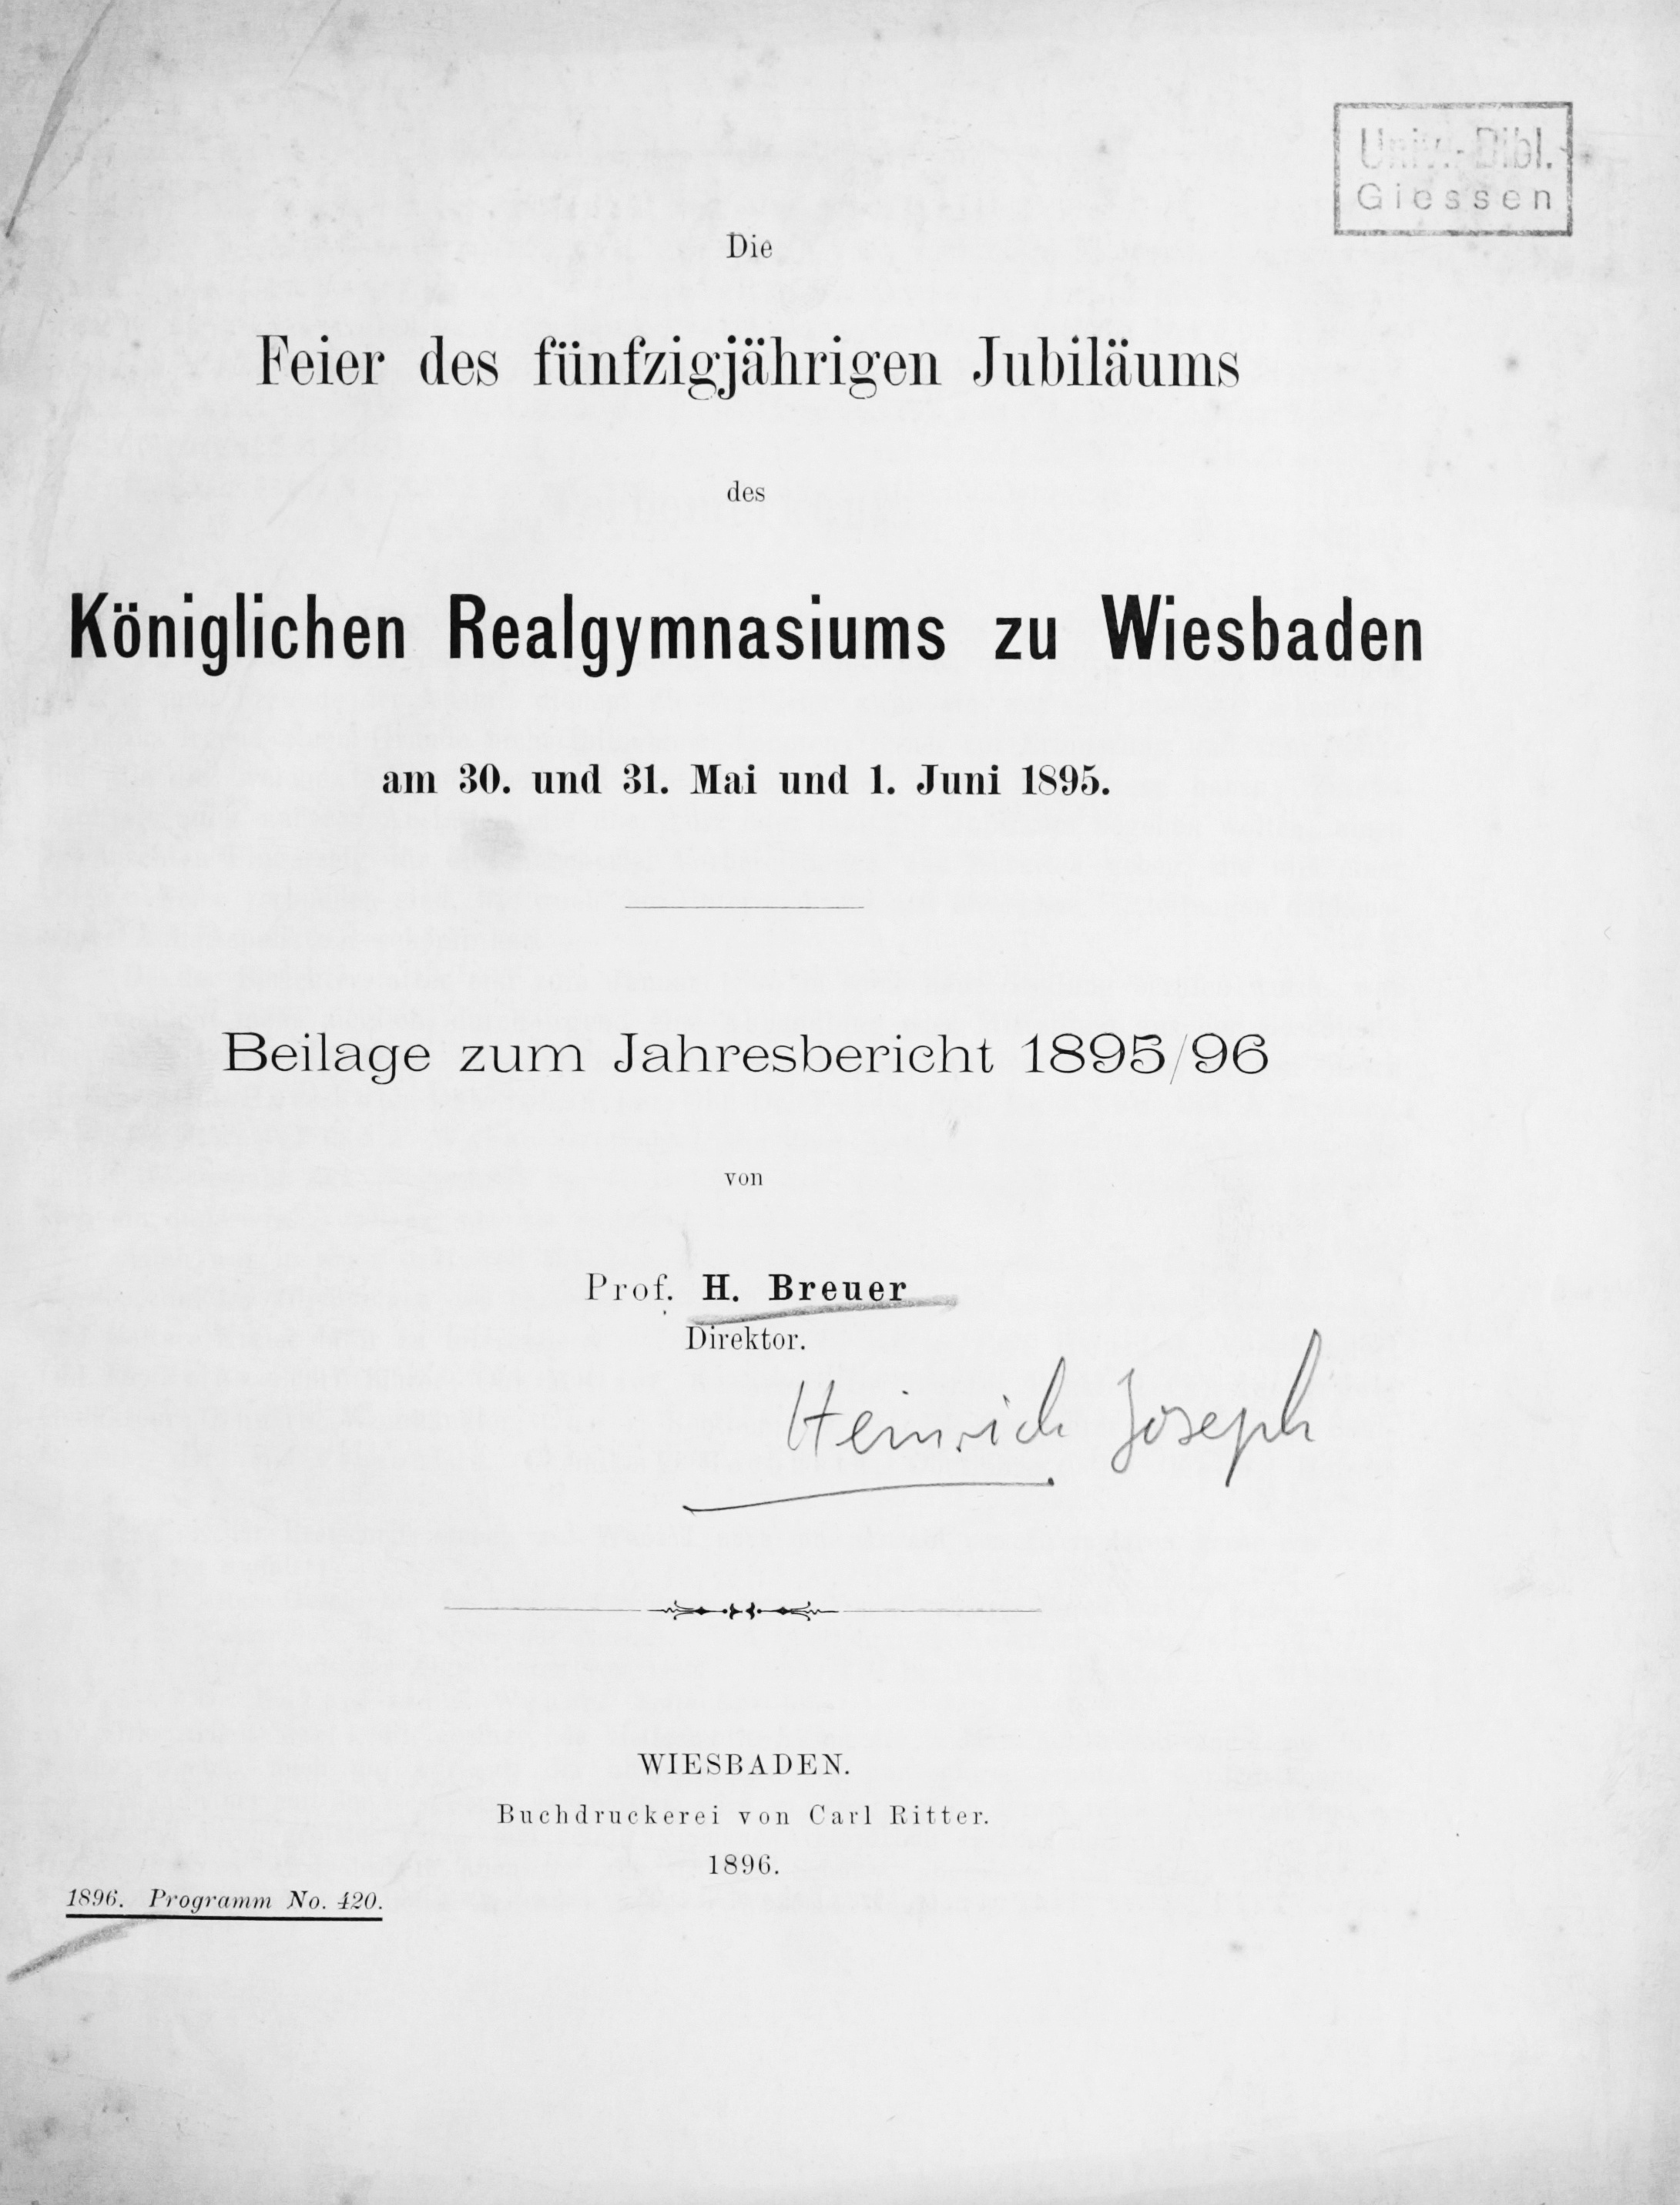 Univ.-Bibl.
Giessen
Die
Feier des fünfzigjährigen Jubiläums
des
Königlichen Realgymnasiums zu Wiesbaden
am 30. und 31. Mai und 1. Juni 1895.
Beilage zum Jahresbericht 1895/96
von
Prof. H. Breuer
Direktor.
Heinrich Joseph
WIESBADEN.
Buchdruckerei von Carl Ritter.
1896.
1896. Programm No. 420.